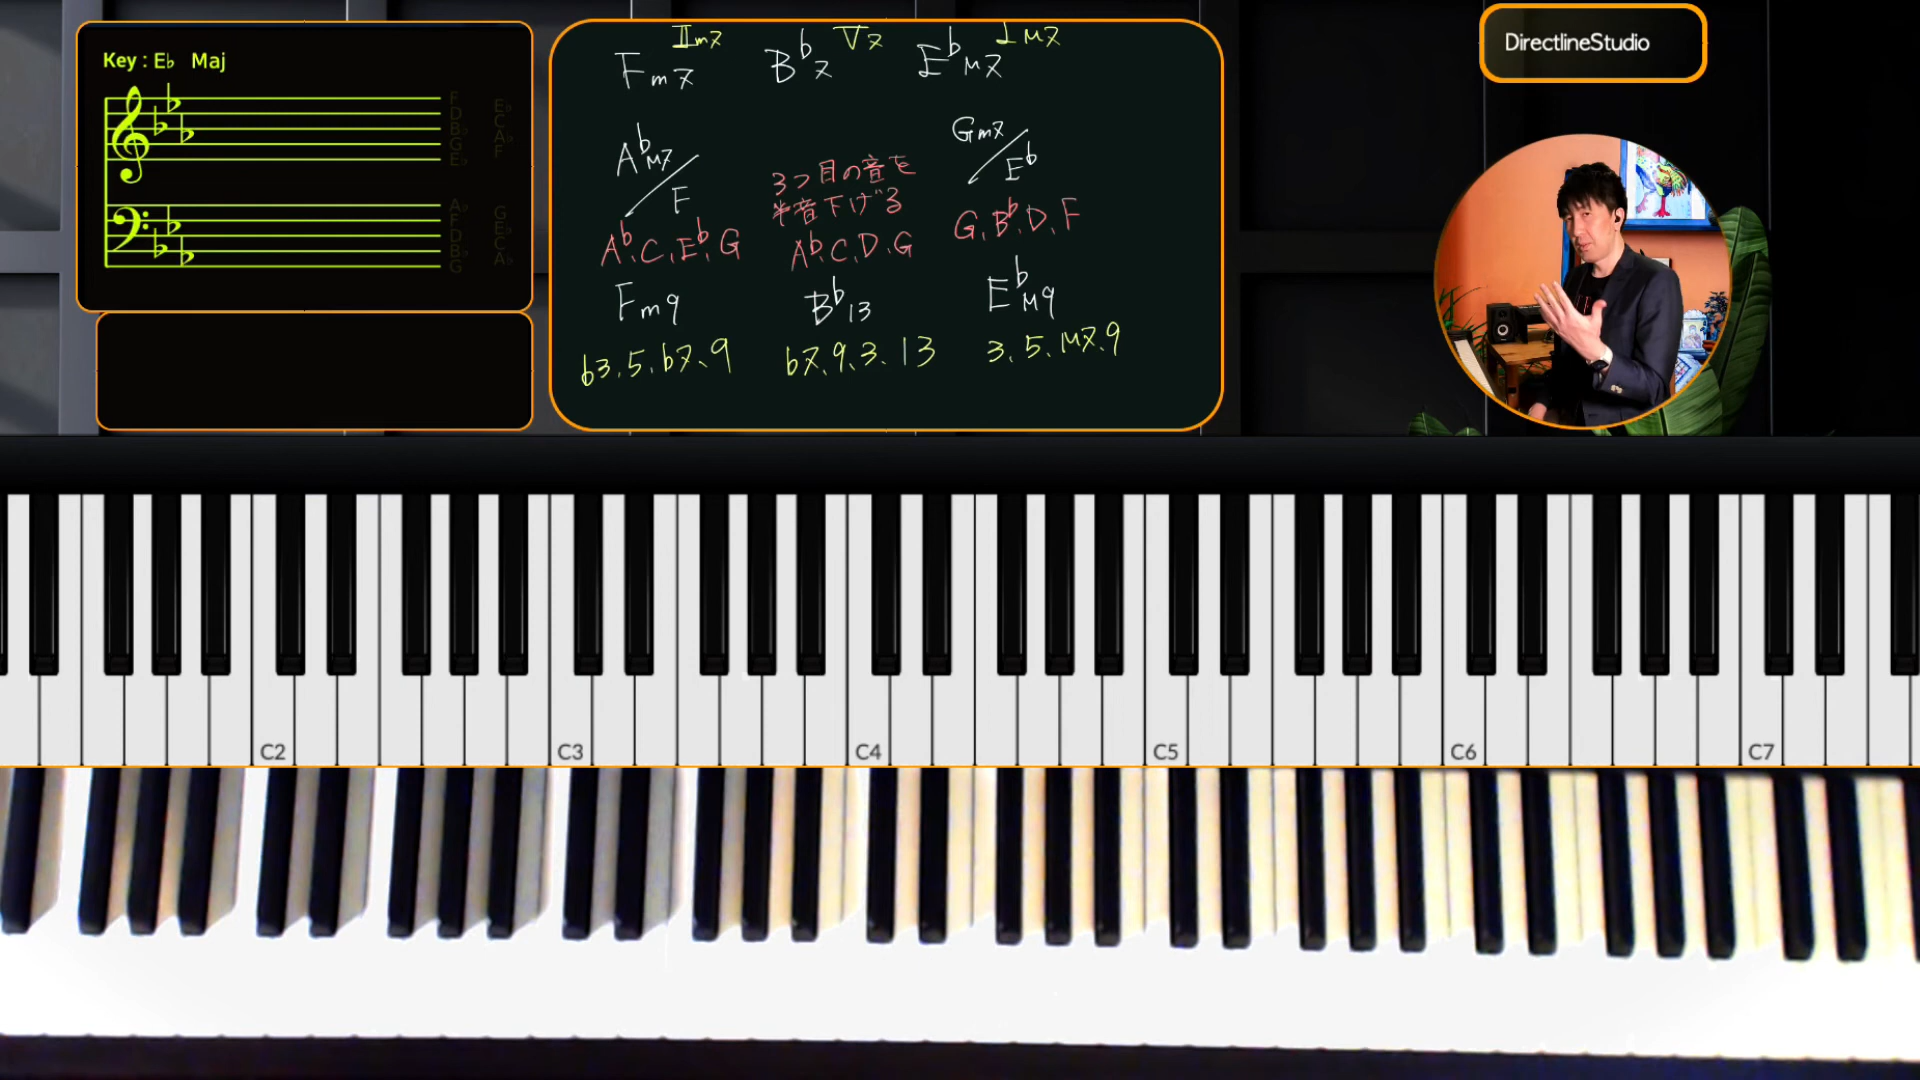 Key : E♭ Maj
F
D
B♭
G
E♭
E♭
C
A♭
F
A♭
F
D
B♭
G
G
E♭
C
A♭
IIm7 V7 IM7
Fm7 B♭7 E♭M7
A♭M7/F
3つ目の音を
半音下げる
Gm7/E♭
A♭、C、E♭、G
A♭、C、D、G
G、B♭、D、F
Fm9 B♭13 E♭M9
♭3、5、♭7、9
♭7、9、3、13
3、5、M7、9
DirectlineStudio
C2 C3 C4 C5 C6 C7